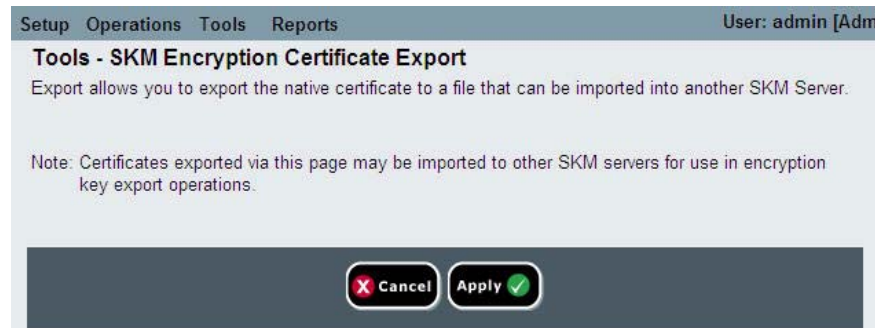 Setup Operations Tools Reports User: admin [Adm
Tools - SKM Encryption Certificate Export
Export allows you to export the native certificate to a file that can be imported into another SKM Server.
Note: Certificates exported via this page may be imported to other SKM servers for use in encryption
key export operations.
Cancel Apply